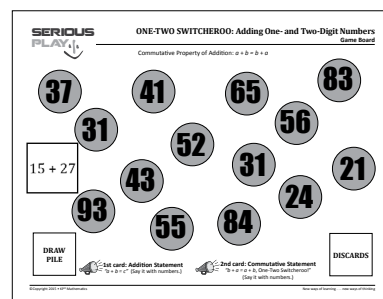 SERIOUS
PLAY
ONE-TWO SWITCHEROO: Adding One- and Two-Digit Numbers
Game Board
Commutative Property of Addition: a + b = b + a
37
41
65
83
31
56
52
15 + 27
43
31
21
93
24
55
84
DRAW
PILE
1st card: Addition Statement
"a + b = c" (Say it with numbers.)
2nd card: Commutative Statement
"b + a = a + b, One-Two Switcheroo!"
(Say it with numbers.)
DISCARDS